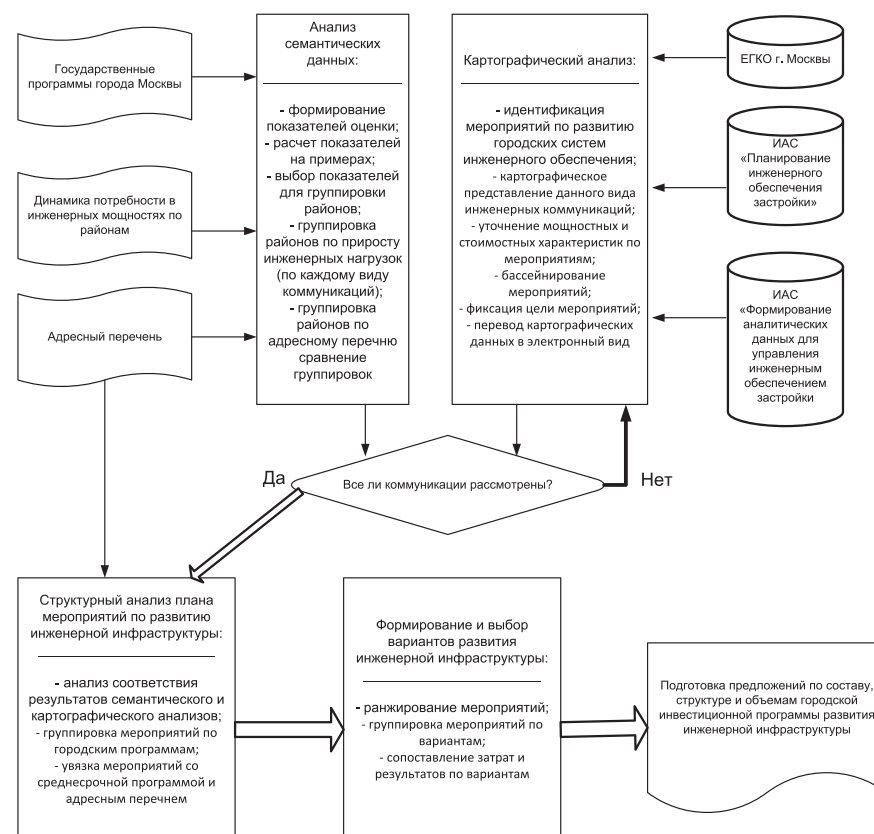 Государственные
программы города Москвы
Динамика потребности в
инженерных мощностях по
районам
Адресный перечень
Анализ
семантических
данных:
- формирование
показателей оценки;
- расчет показателей
на примерах;
- выбор показателей
для группировки
районов;
- группировка
районов по приросту
инженерных нагрузок
(по каждому виду
коммуникаций);
- группировка
районов по
адресному перечню
сравнение
группировок
Картографический анализ:
- идентификация
мероприятий по развитию
городских систем
инженерного обеспечения;
- картографическое
представление данного вида
инженерных коммуникаций;
- уточнение мощностных и
стоимостных характеристик по
мероприятиям;
- бассейнирование
мероприятий;
- фиксация цели мероприятий;
- перевод картографических
данных в электронный вид
ЕГКО г. Москвы
ИАС
«Планирование
инженерного
обеспечения
застройки»
ИАС
«Формирование
аналитических
данных для
управления
инженерным
обеспечением
застройки
Да
Все ли коммуникации рассмотрены?
Нет
Структурный анализ плана
мероприятий по развитию
инженерной инфраструктуры:
- анализ соответствия
результатов семантического и
картографического анализов;
- группировка мероприятий по
городским программам;
- увязка мероприятий со
среднесрочной программой и
адресным перечнем
Формирование и выбор
вариантов развития
инженерной инфраструктуры:
- ранжирование мероприятий;
- группировка мероприятий по
вариантам;
- сопоставление затрат и
результатов по вариантам
Подготовка предложений по составу,
структуре и объемам городской
инвестиционной программы развития
инженерной инфраструктуры